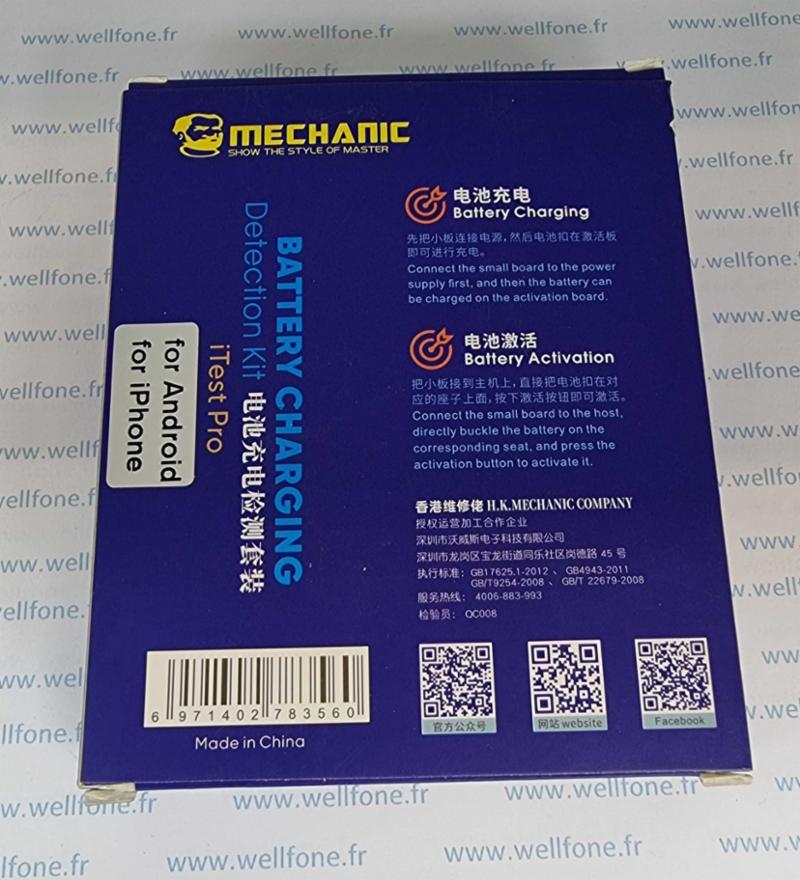 MECHANIC
SHOW THE STYLE OF MASTER
BATTERY CHARGING
Detection Kit 电池充电检测套装
iTest Pro
for Android
for iPhone
电池充电
Battery Charging
先把小板连接电源,然后电池扣在激活板
即可进行充电。
Connect the small board to the power
supply first, and then the battery can
be charged on the activation board.
电池激活
Battery Activation
把小板接到主机上,直接把电池扣在对
应的座子上面,按下激活按钮即可激活。
Connect the small board to the host,
directly buckle the battery on the
corresponding seat, and press the
activation button to activate it.
香港维修佬 H.K.MECHANIC COMPANY
授权运营加工合作企业
深圳市沃威斯电子科技有限公司
深圳市龙岗区宝龙街道同乐社区岗德路 45 号
执行标准: GB17625.1-2012 、 GB4943-2011
GB/T9254-2008 、 GB/T 22679-2008
服务热线: 4006-883-993
检验员: QC008
6 971402 783560
Made in China
官方公众号
网站 website
Facebook
www.wellfone.fr